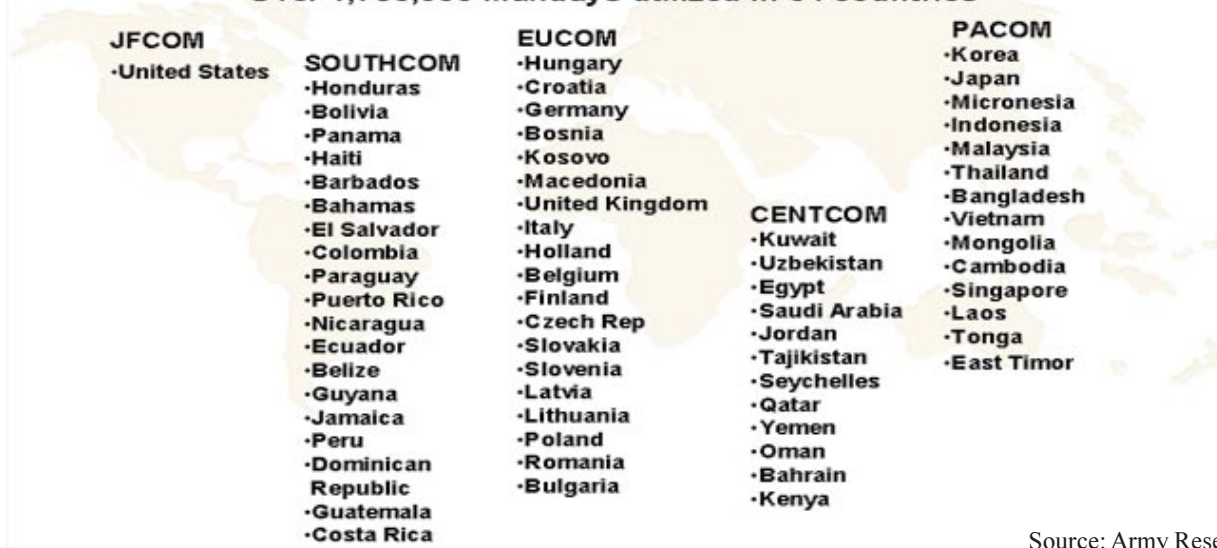 JFCOM
·United States
SOUTHCOM
·Honduras
·Bolivia
·Panama
·Haiti
·Barbados
·Bahamas
·El Salvador
·Colombia
·Paraguay
·Puerto Rico
·Nicaragua
·Ecuador
·Belize
·Guyana
·Jamaica
·Peru
·Dominican
Republic
·Guatemala
·Costa Rica
EUCOM
·Hungary
·Croatia
·Germany
·Bosnia
·Kosovo
·Macedonia
·United Kingdom
·Italy
·Holland
·Belgium
·Finland
·Czech Rep
·Slovakia
·Slovenia
·Latvia
·Lithuania
·Poland
·Romania
·Bulgaria
CENTCOM
·Kuwait
·Uzbekistan
·Egypt
·Saudi Arabia
·Jordan
·Tajikistan
·Seychelles
·Qatar
·Yemen
·Oman
·Bahrain
·Kenya
PACOM
·Korea
·Japan
·Micronesia
·Indonesia
·Malaysia
·Thailand
·Bangladesh
·Vietnam
·Mongolia
·Cambodia
·Singapore
·Laos
·Tonga
·East Timor
Source: Army Rese